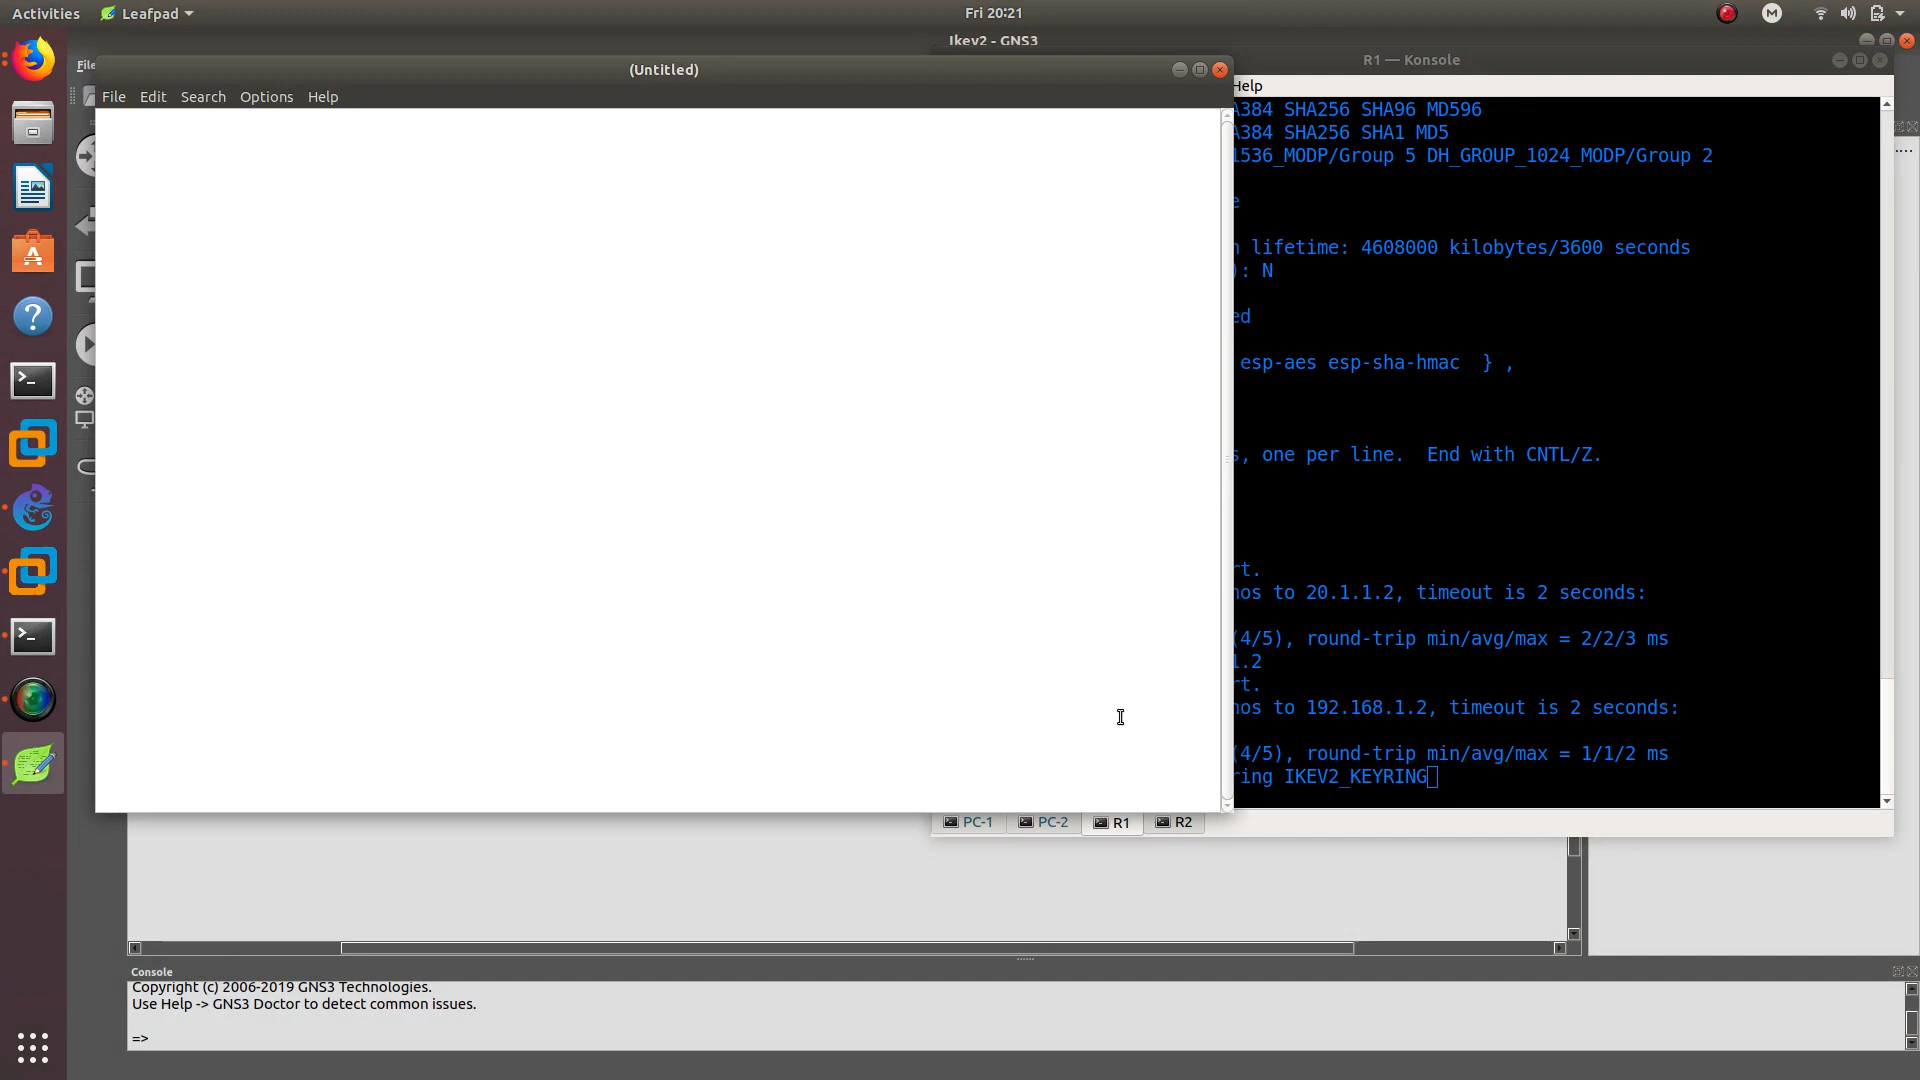 Activities
Leafpad
Fri 20:21
M
Ikev2 - GNS3
File
(Untitled)
R1 — Konsole
File Edit Search Options Help
Help
A384 SHA256 SHA96 MD596
A384 SHA256 SHA1 MD5
1536_MODP/Group 5 DH_GROUP_1024_MODP/Group 2
e
n lifetime: 4608000 kilobytes/3600 seconds
): N
ed
esp-aes esp-sha-hmac } ,
s, one per line. End with CNTL/Z.
rt.
hos to 20.1.1.2, timeout is 2 seconds:
(4/5), round-trip min/avg/max = 2/2/3 ms
1.2
rt.
hos to 192.168.1.2, timeout is 2 seconds:
(4/5), round-trip min/avg/max = 1/1/2 ms
ring IKEV2_KEYRING
PC-1 PC-2 R1 R2
Console
Copyright (c) 2006-2019 GNS3 Technologies.
Use Help -> GNS3 Doctor to detect common issues.
=>